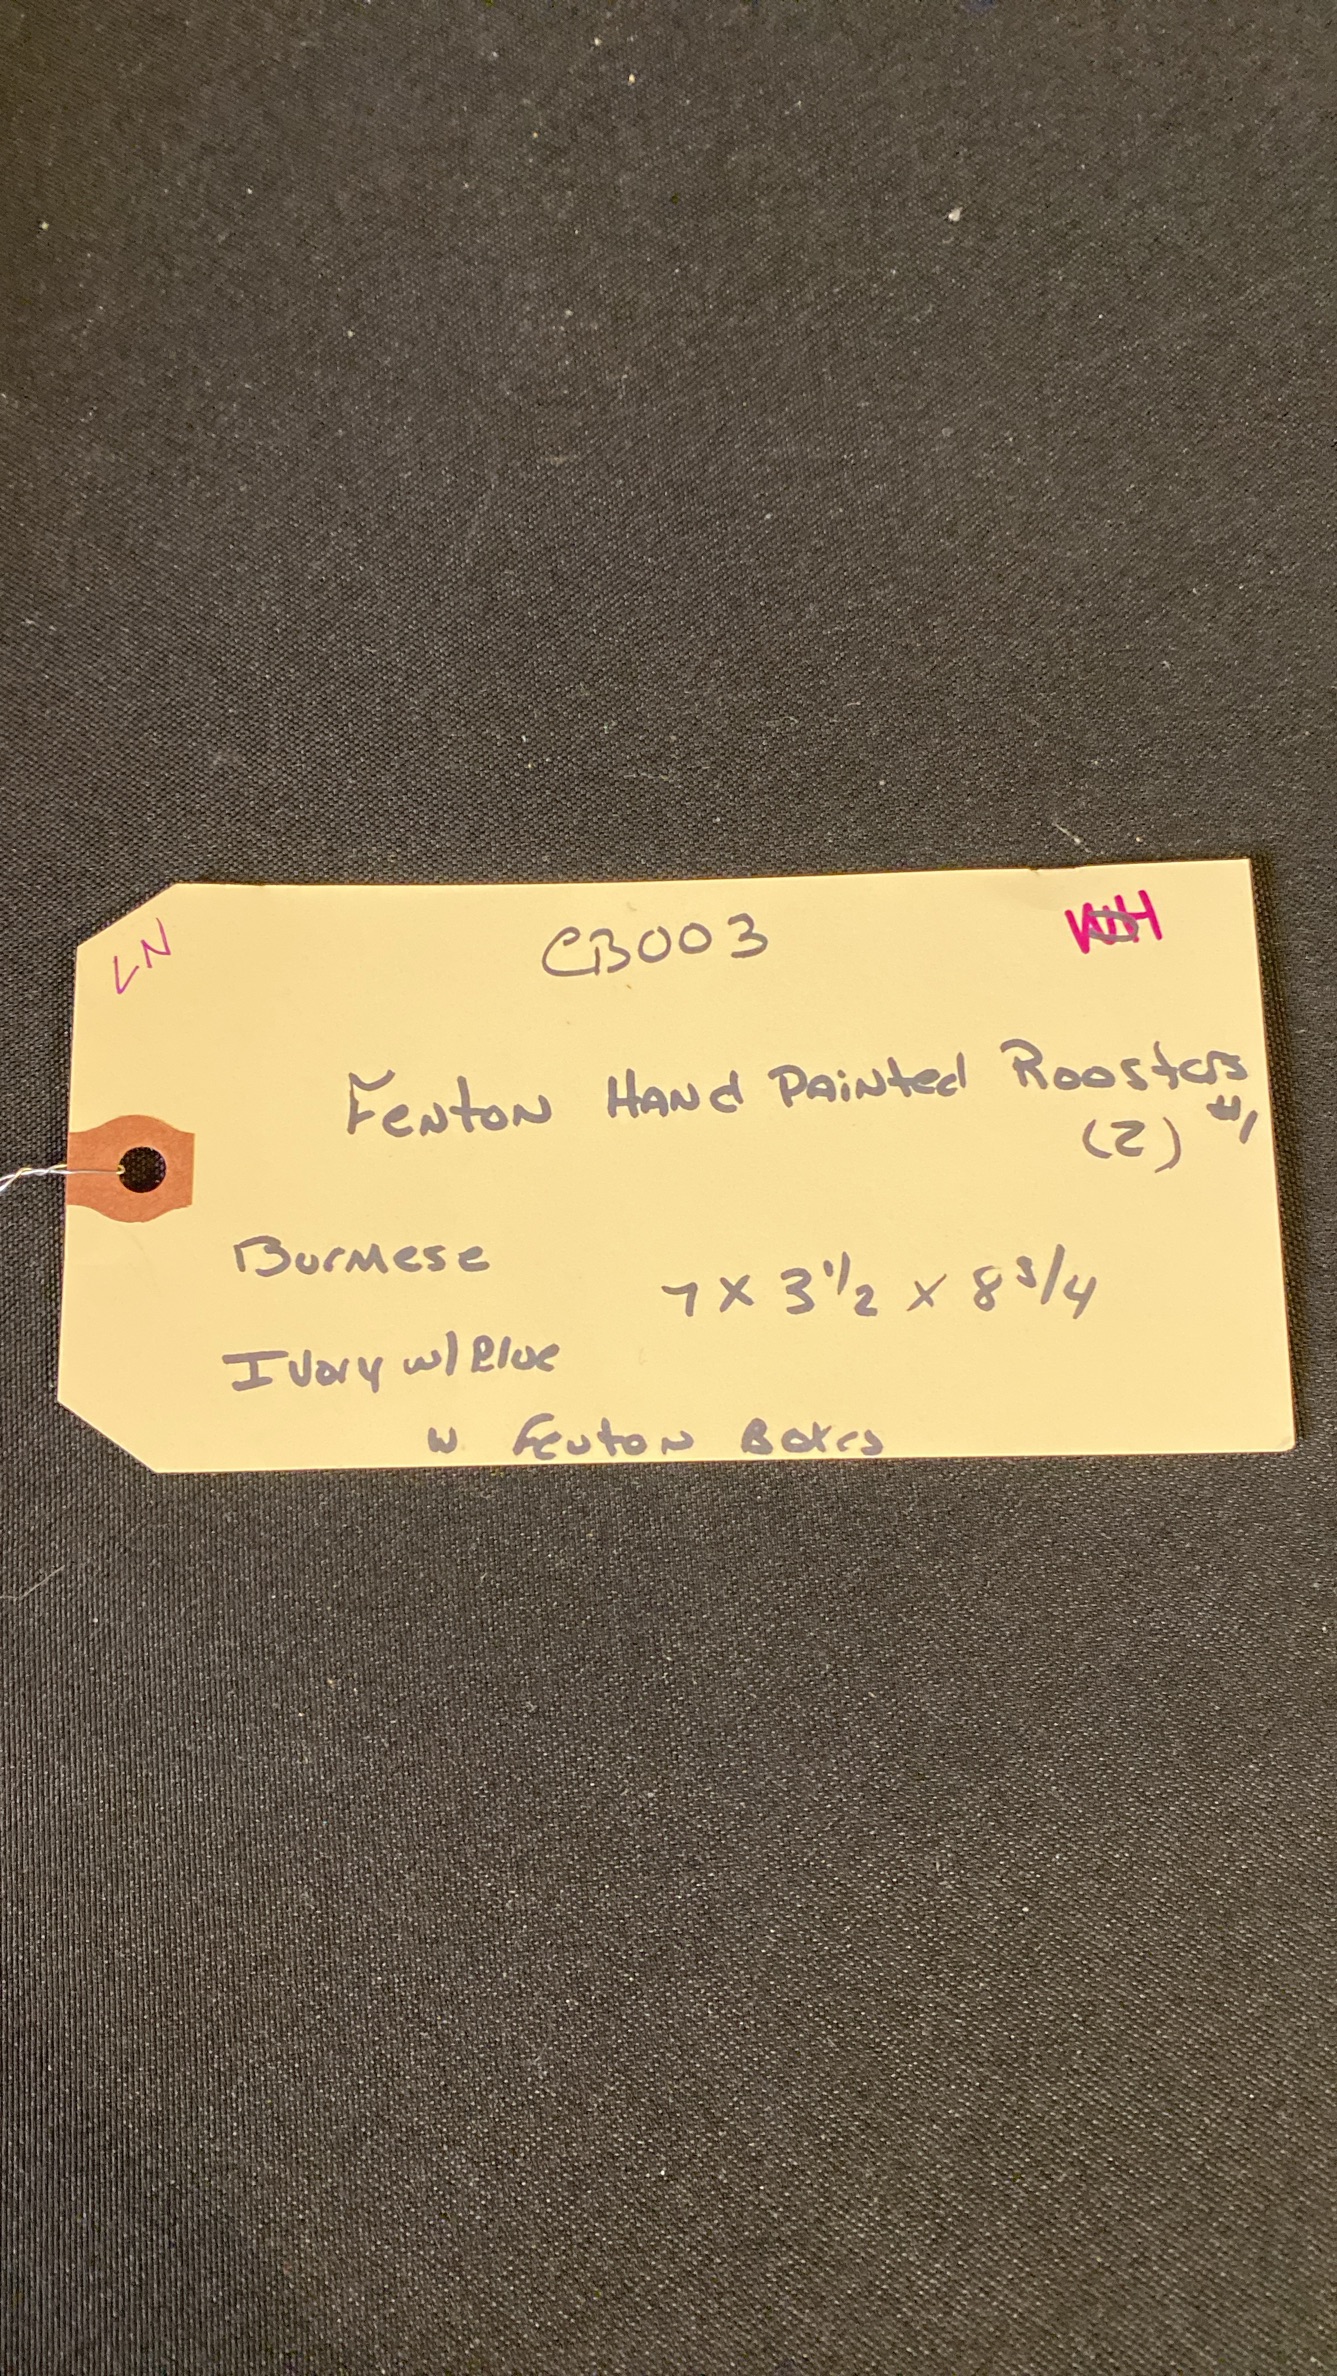 LN CB003
Fenton Hand Painted Roosters
(2) #1
Burmese
7 x 3 1/2 x 8 3/4
Ivory w/ Blue
w Fenton Boxes